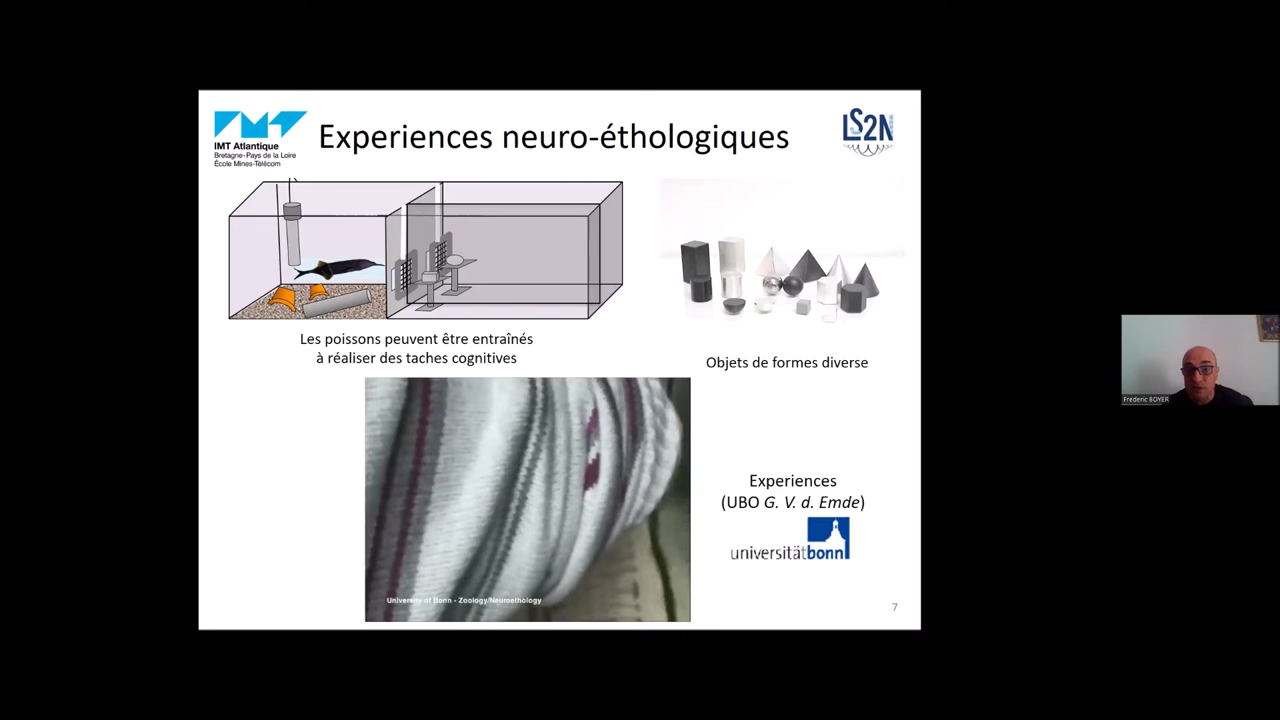 IMT Atlantique
Bretagne-Pays de la Loire
École Mines-Télécom
Experiences neuro-éthologiques
LS2N
Les poissons peuvent être entraînés
à réaliser des taches cognitives
Objets de formes diverse
University of Bonn - Zoology/Neuroethology
Experiences
(UBO G. V. d. Emde)
universitätbonn
7
Frederic BOYER